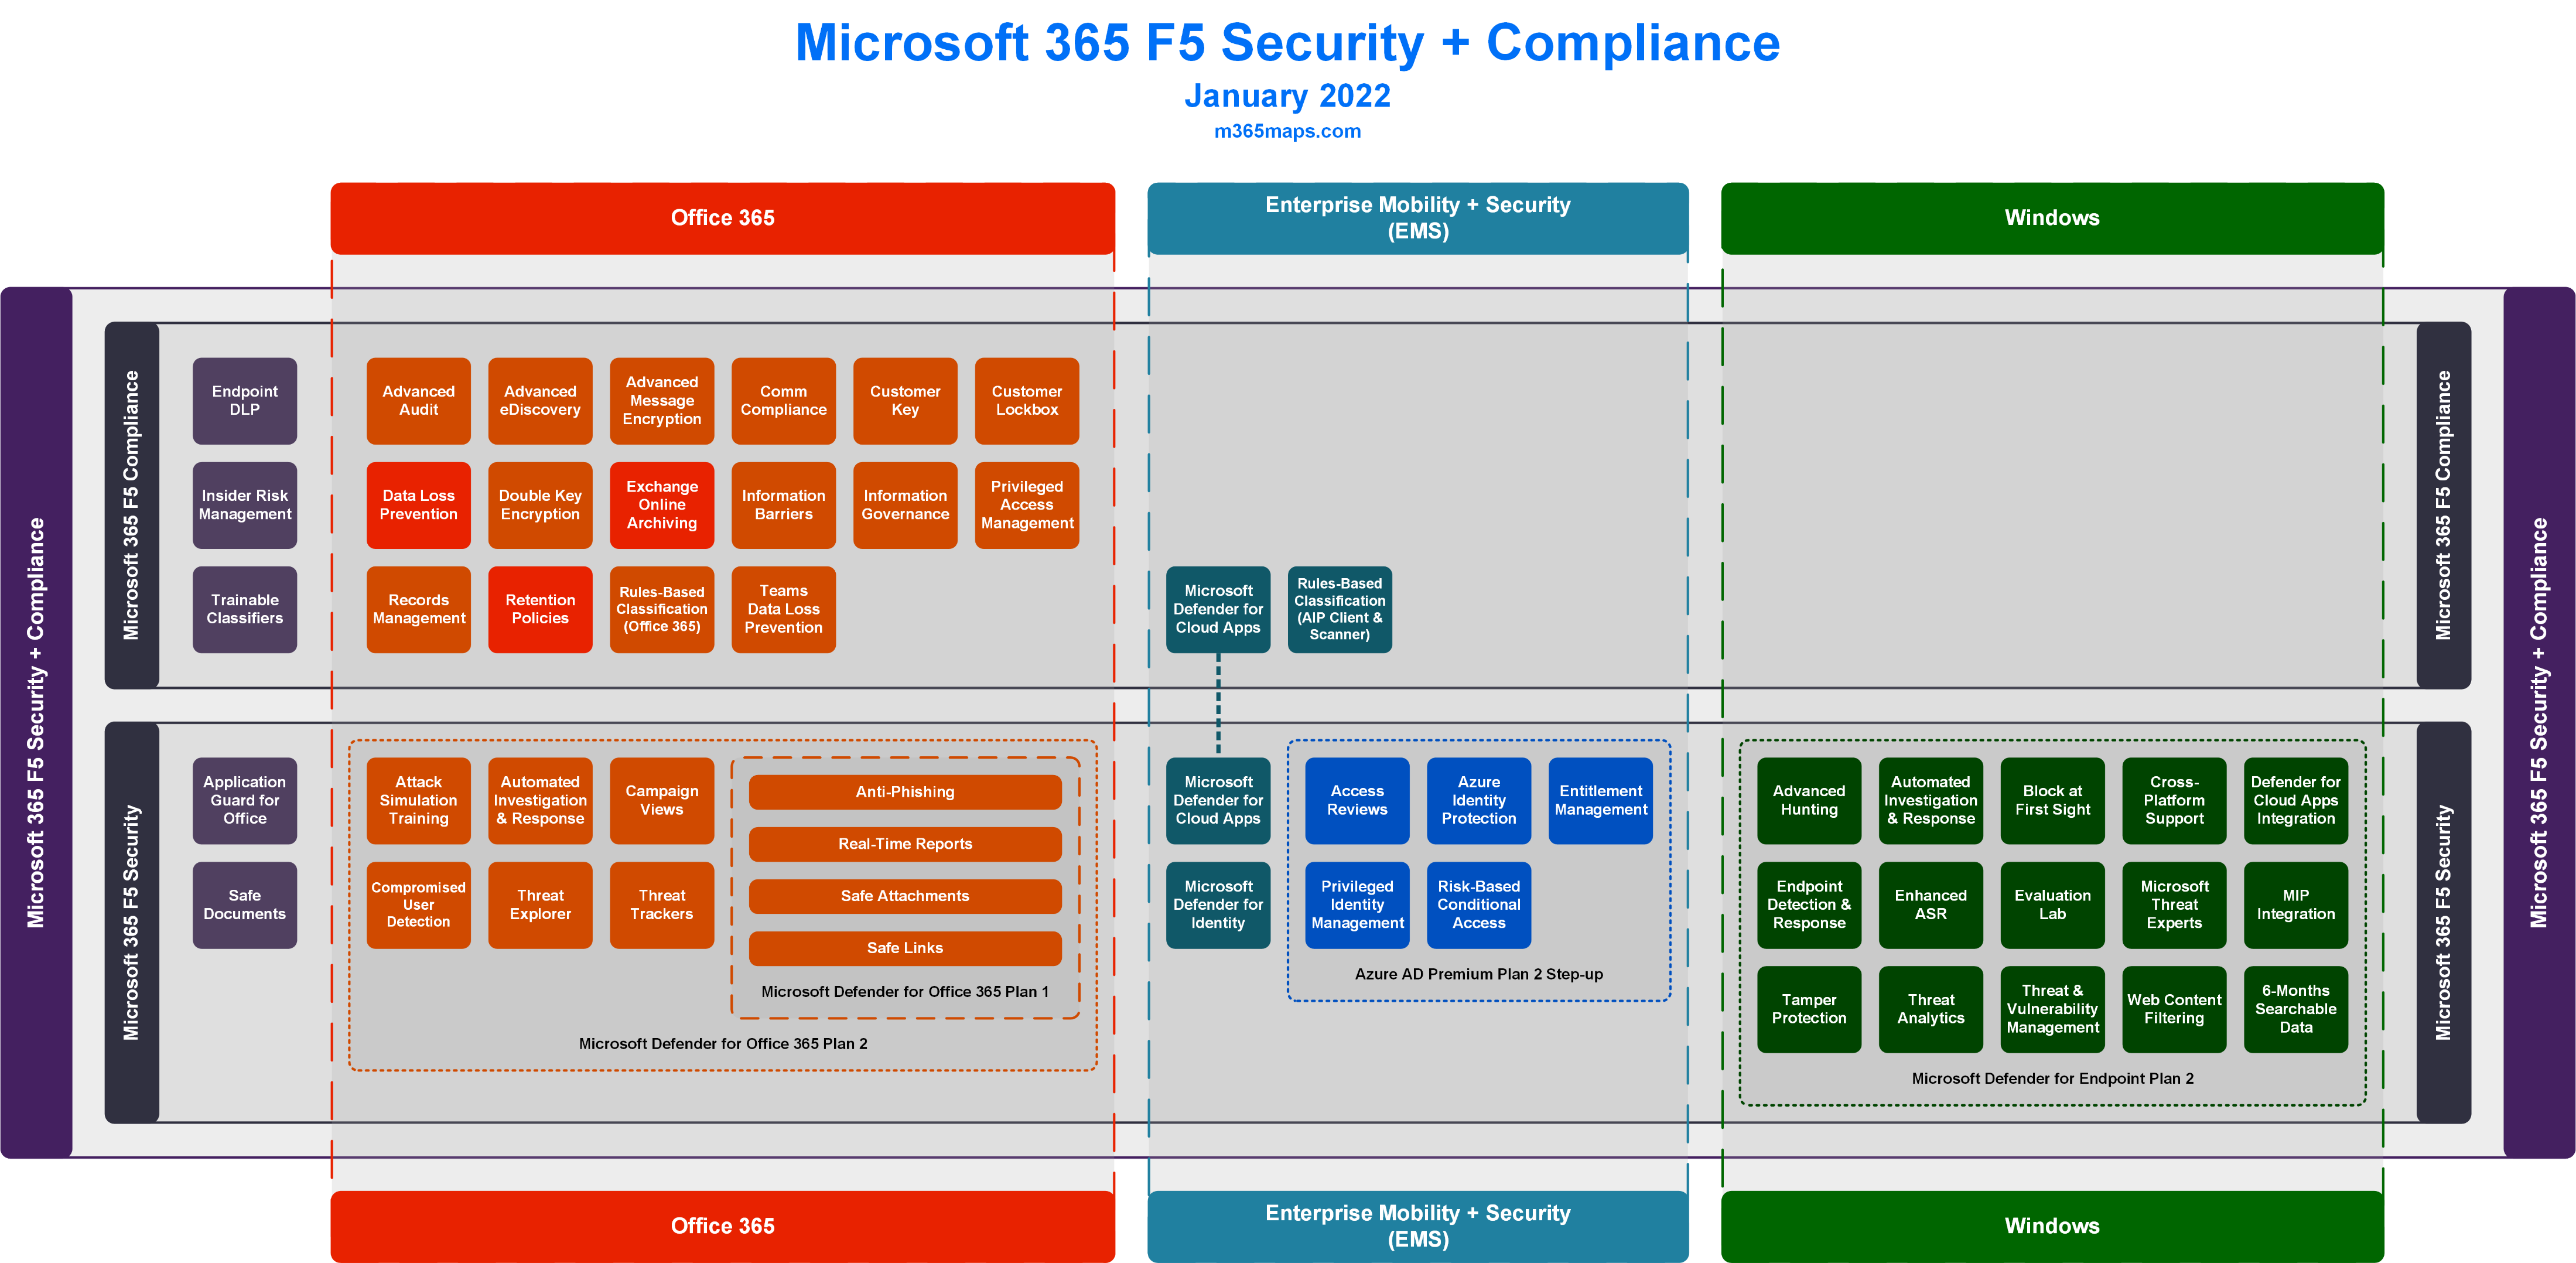 Microsoft 365 F5 Security + Compliance
January 2022
m365maps.com
Office 365
Enterprise Mobility + Security
(EMS)
Windows
Microsoft 365 F5 Security + Compliance
Microsoft 365 F5 Compliance
Endpoint
DLP
Advanced
Audit
Advanced
eDiscovery
Advanced
Message
Encryption
Comm
Compliance
Customer
Key
Customer
Lockbox
Insider Risk
Management
Data Loss
Prevention
Double Key
Encryption
Exchange
Online
Archiving
Information
Barriers
Information
Governance
Privileged
Access
Management
Trainable
Classifiers
Records
Management
Retention
Policies
Rules-Based
Classification
(Office 365)
Teams
Data Loss
Prevention
Microsoft
Defender for
Cloud Apps
Rules-Based
Classification
(AIP Client &
Scanner)
Microsoft 365 F5 Compliance
Microsoft 365 F5 Security + Compliance
Microsoft 365 F5 Security
Application
Guard for
Office
Safe
Documents
Attack
Simulation
Training
Automated
Investigation
& Response
Campaign
Views
Compromised
User
Detection
Threat
Explorer
Threat
Trackers
Anti-Phishing
Real-Time Reports
Safe Attachments
Safe Links
Microsoft Defender for Office 365 Plan 1
Microsoft Defender for Office 365 Plan 2
Microsoft
Defender for
Cloud Apps
Microsoft
Defender for
Identity
Access
Reviews
Azure
Identity
Protection
Entitlement
Management
Privileged
Identity
Management
Risk-Based
Conditional
Access
Azure AD Premium Plan 2 Step-up
Advanced
Hunting
Automated
Investigation
& Response
Block at
First Sight
Cross-
Platform
Support
Defender for
Cloud Apps
Integration
Endpoint
Detection &
Response
Enhanced
ASR
Evaluation
Lab
Microsoft
Threat
Experts
MIP
Integration
Tamper
Protection
Threat
Analytics
Threat &
Vulnerability
Management
Web Content
Filtering
6-Months
Searchable
Data
Microsoft Defender for Endpoint Plan 2
Microsoft 365 F5 Security
Office 365
Enterprise Mobility + Security
(EMS)
Windows